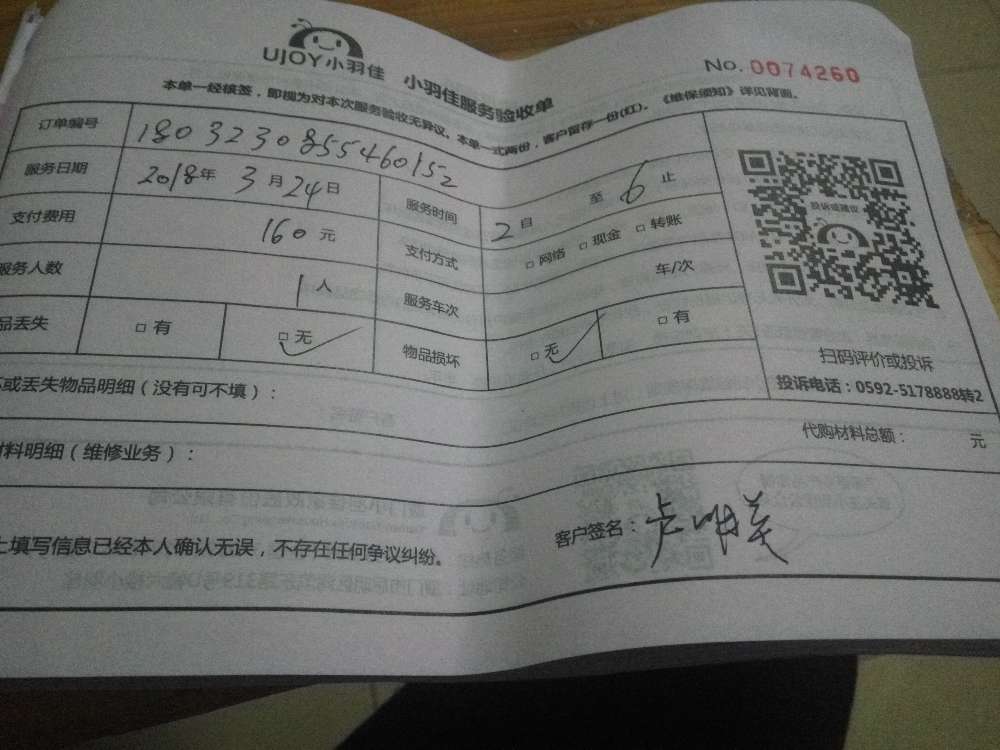 UJOY小羽佳 小羽佳服务验收单 No. 0074260
本单一经核签，即视为对本次服务验收无异议。本单一式两份，客户留存一份(红)。《维保须知》详见背面。
订单编号 1803230855460152
服务日期 2018年3月24日 服务时间 2自 至 6 止
支付费用 160元 支付方式 □网络 □现金 □转账
服务人数 1人 服务车次 车/次
品丢失 □有 □无 ✓ 物品损坏 □无 ✓ □有
投诉或建议
扫码评价或投诉
投诉电话：0592-5178888转2
坏或丢失物品明细（没有可不填）：
材料明细（维修业务）： 代购材料总额： 元
上填写信息已经本人确认无误，不存在任何争议纠纷。 客户签名：